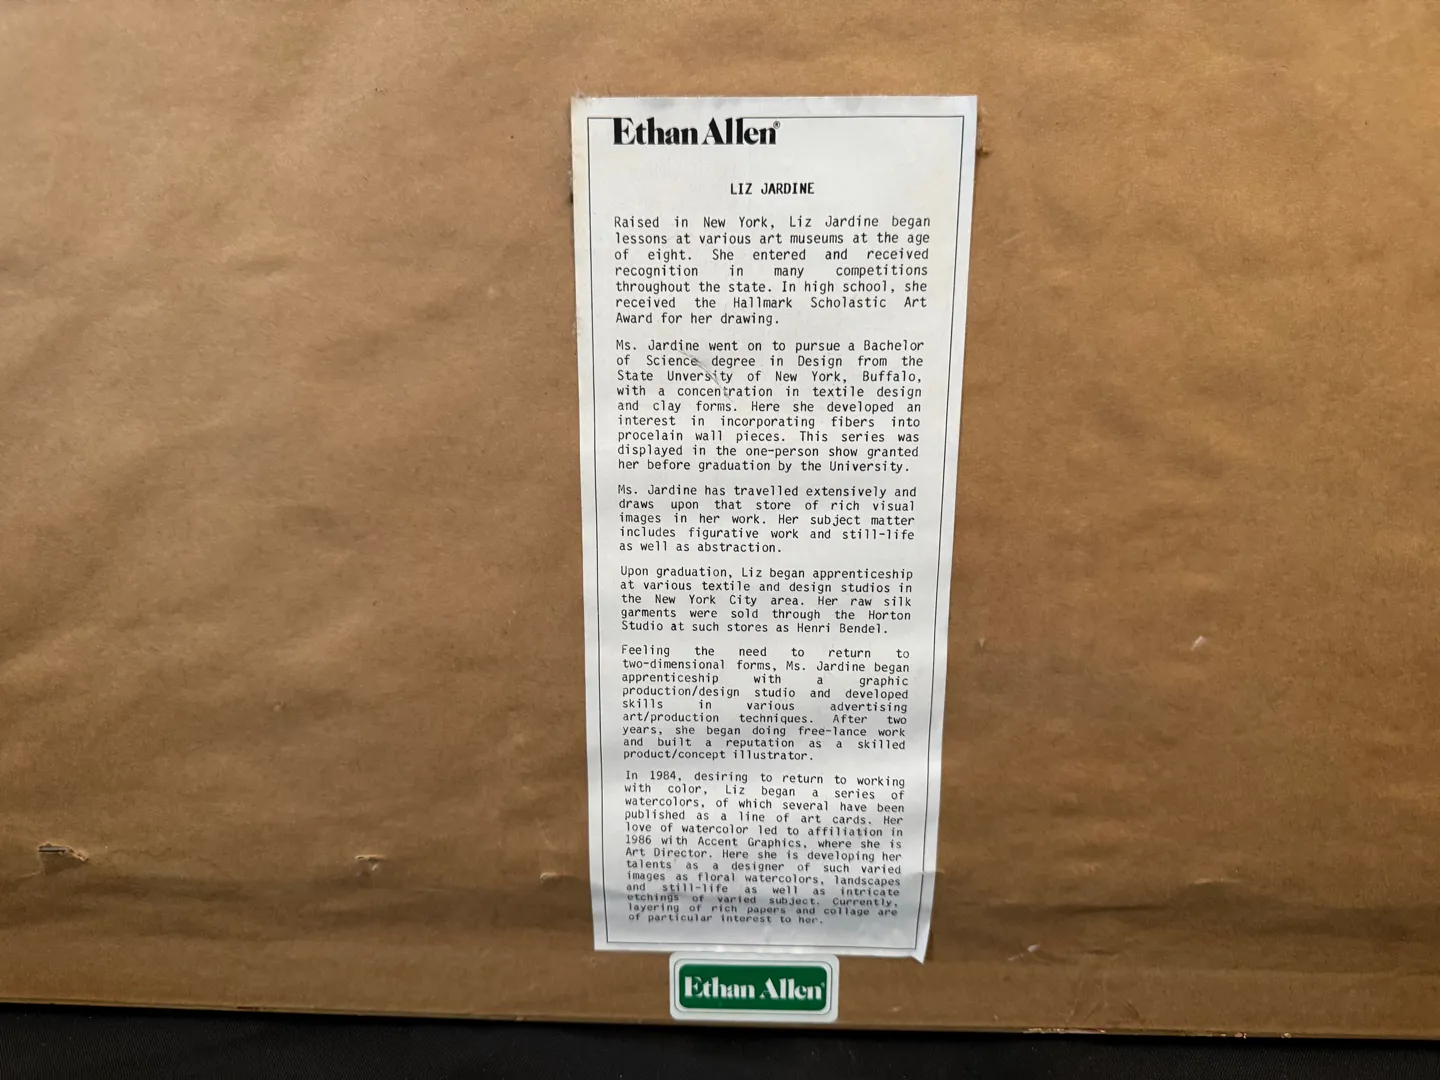 Ethan Allen®
LIZ JARDINE
Raised in New York, Liz Jardine began
lessons at various art museums at the age
of eight. She entered and received
recognition in many competitions
throughout the state. In high school, she
received the Hallmark Scholastic Art
Award for her drawing.
Ms. Jardine went on to pursue a Bachelor
of Science degree in Design from the
State Unversity of New York, Buffalo,
with a concentration in textile design
and clay forms. Here she developed an
interest in incorporating fibers into
procelain wall pieces. This series was
displayed in the one-person show granted
her before graduation by the University.
Ms. Jardine has travelled extensively and
draws upon that store of rich visual
images in her work. Her subject matter
includes figurative work and still-life
as well as abstraction.
Upon graduation, Liz began apprenticeship
at various textile and design studios in
the New York City area. Her raw silk
garments were sold through the Horton
Studio at such stores as Henri Bendel.
Feeling the need to return to
two-dimensional forms, Ms. Jardine began
apprenticeship with a graphic
production/design studio and developed
skills in various advertising
art/production techniques. After two
years, she began doing free-lance work
and built a reputation as a skilled
product/concept illustrator.
In 1984, desiring to return to working
with color, Liz began a series of
watercolors, of which several have been
published as a line of art cards. Her
love of watercolor led to affiliation in
1986 with Accent Graphics, where she is
Art Director. Here she is developing her
talents as a designer of such varied
images as floral watercolors, landscapes
and still-life as well as intricate
etchings of varied subject. Currently,
layering of rich papers and collage are
of particular interest to her.
Ethan Allen